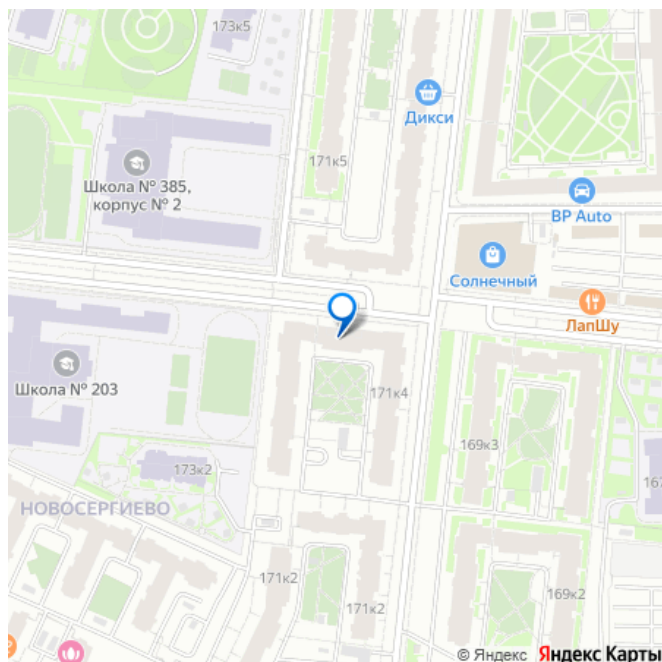 173к5
Дикси
171к5
Школа № 385,
корпус № 2
BP Auto
Солнечный
ЛапШу
Школа № 203
171к4
169к3
173к2
167
НОВОСЕРГИЕВО
171к2
171к2
169к2
© Яндекс Яндекс Карты